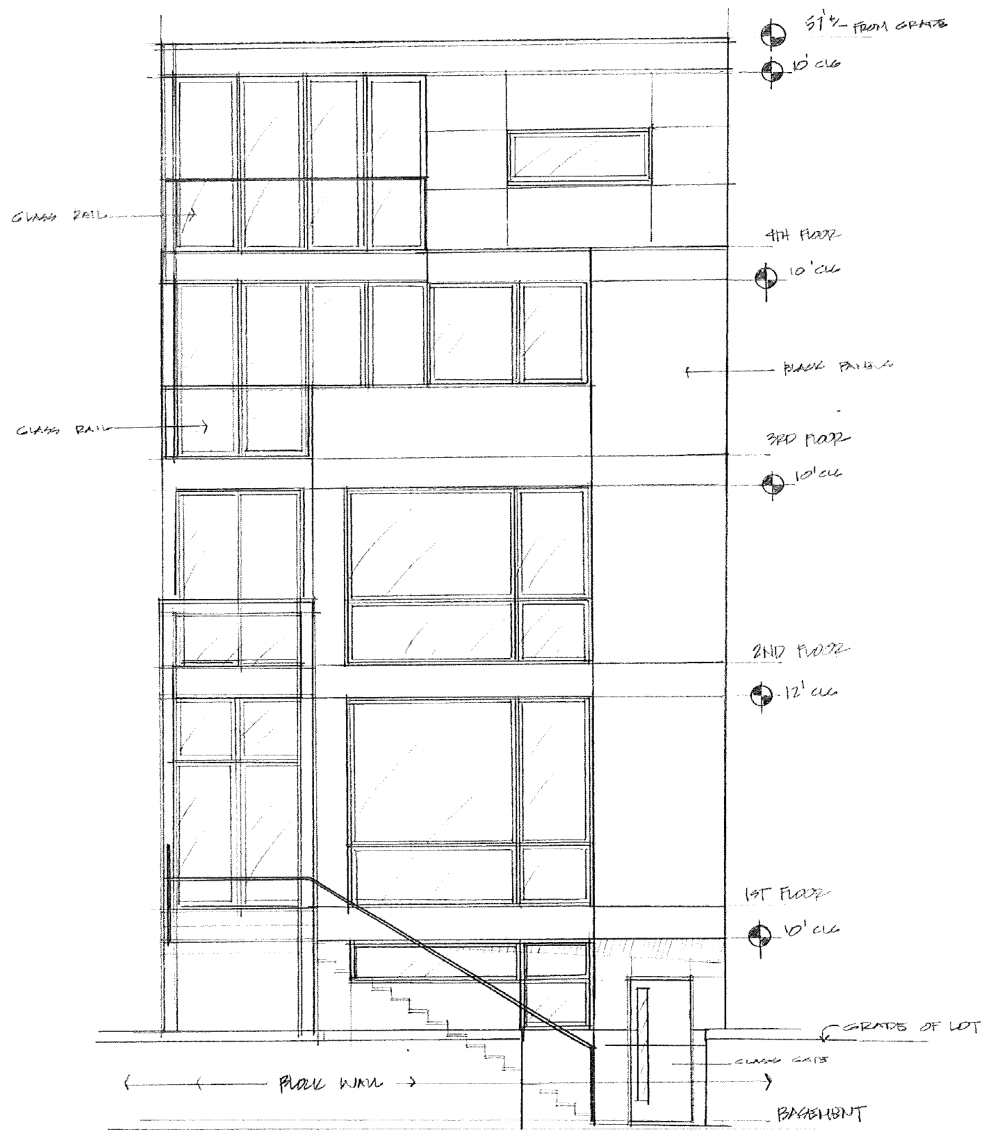 51'½ FROM GRADE
10' CLG
GLASS RAIL
4TH FLOOR
10' CLG
BLACK PANELS
GLASS RAIL
3RD FLOOR
10' CLG
2ND FLOOR
12' CLG
1ST FLOOR
10' CLG
GRADE OF LOT
GLASS GATE
BLOCK WALL
BASEMENT